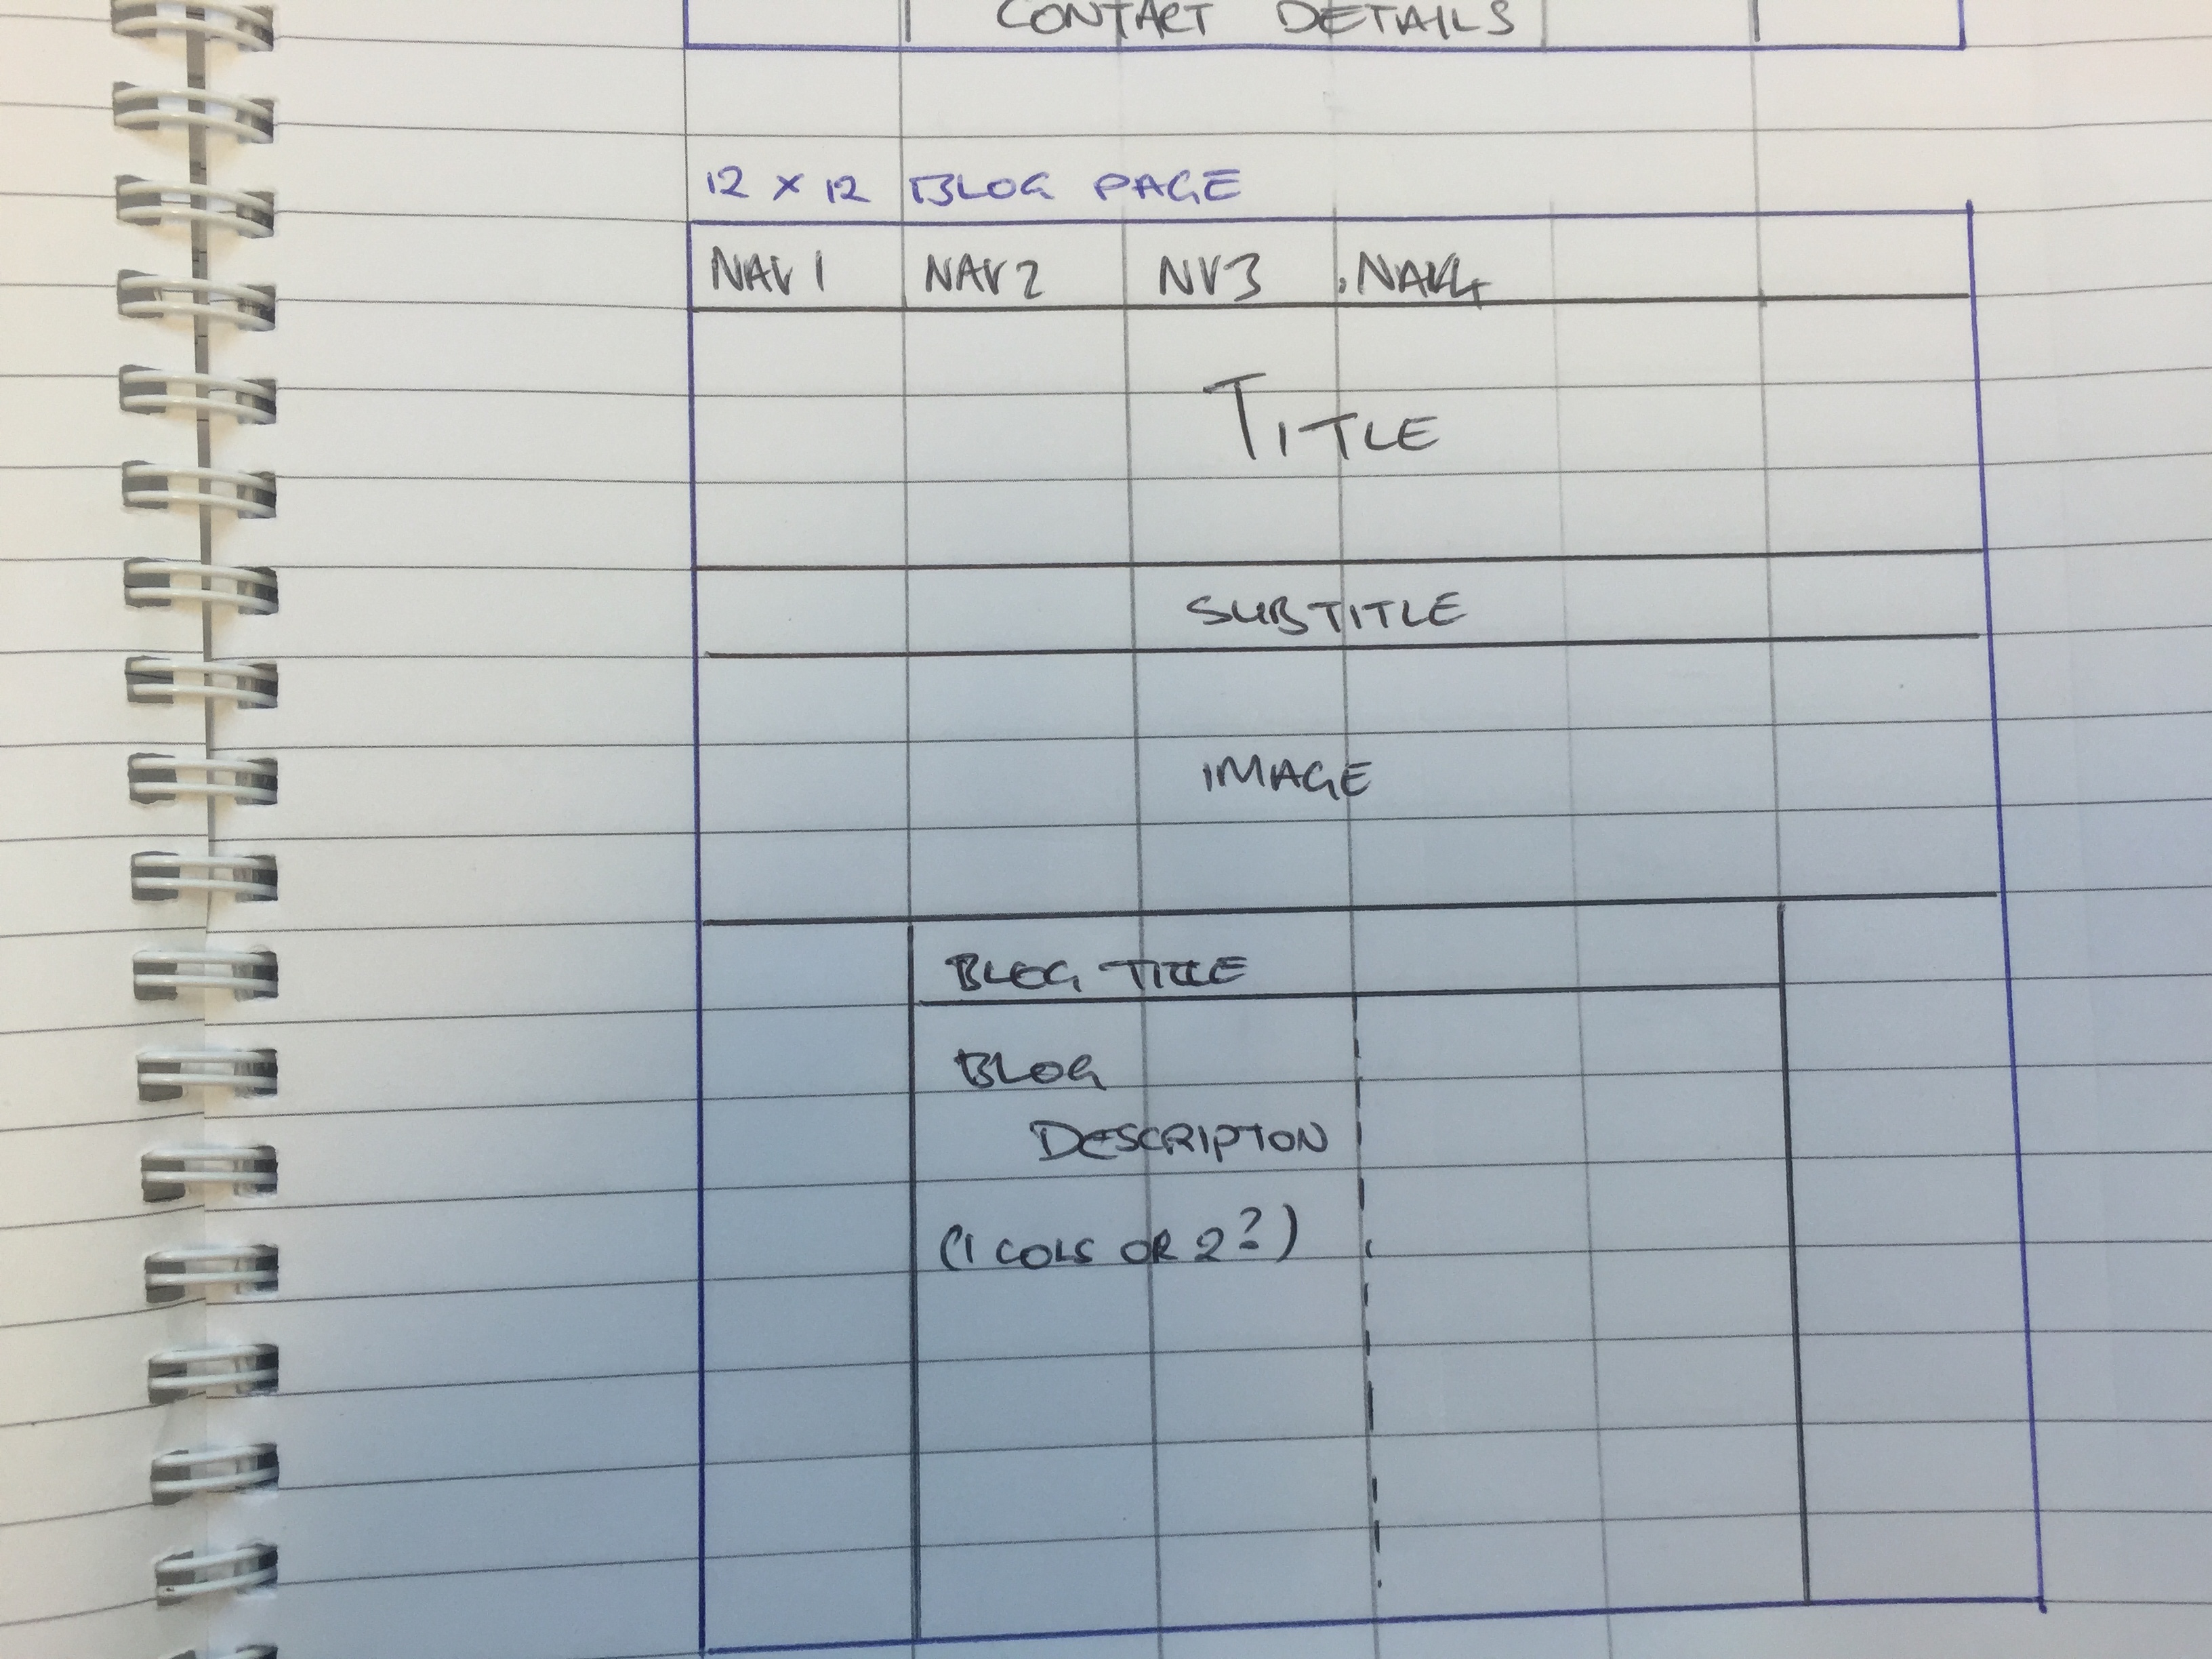 CONTACT DETAILS
12 x 12 BLOG PAGE
NAV 1 NAV 2 NV3 NAV4
TITLE
SUBTITLE
IMAGE
BLOG TITLE
BLOG
DESCRIPTON
(1 COLS OR 2?)